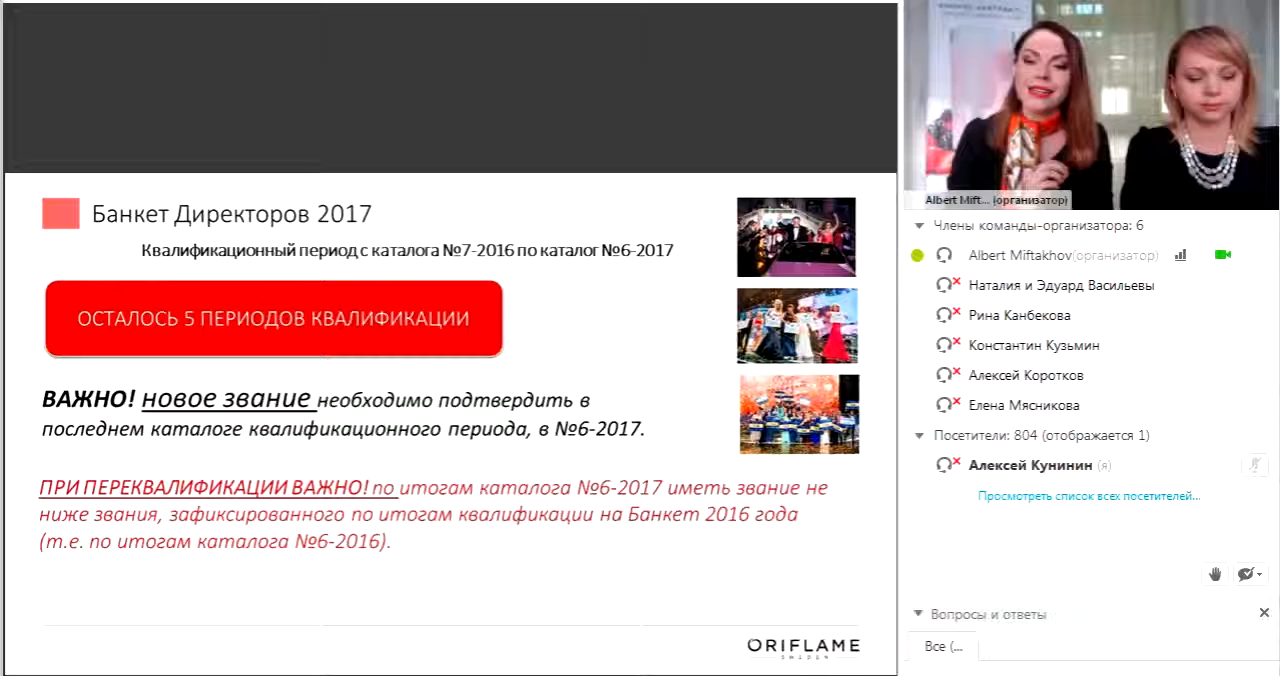 Банкет Директоров 2017
Квалификационный период с каталога №7-2016 по каталог №6-2017
ОСТАЛОСЬ 5 ПЕРИОДОВ КВАЛИФИКАЦИИ
ВАЖНО! новое звание необходимо подтвердить в
последнем каталоге квалификационного периода, в №6-2017.
ПРИ ПЕРЕКВАЛИФИКАЦИИ ВАЖНО! по итогам каталога №6-2017 иметь звание не
ниже звания, зафиксированного по итогам квалификации на Банкет 2016 года
(т.е. по итогам каталога №6-2016).
ORIFLAME
SWEDEN
Albert Mift... (организатор)
Члены команды-организатора: 6
Albert Miftakhov(организатор)
Наталия и Эдуард Васильевы
Рина Канбекова
Константин Кузьмин
Алексей Коротков
Елена Мясникова
Посетители: 804 (отображается 1)
Алексей Кунинин (я)
Просмотреть список всех посетителей...
Вопросы и ответы
Все (...